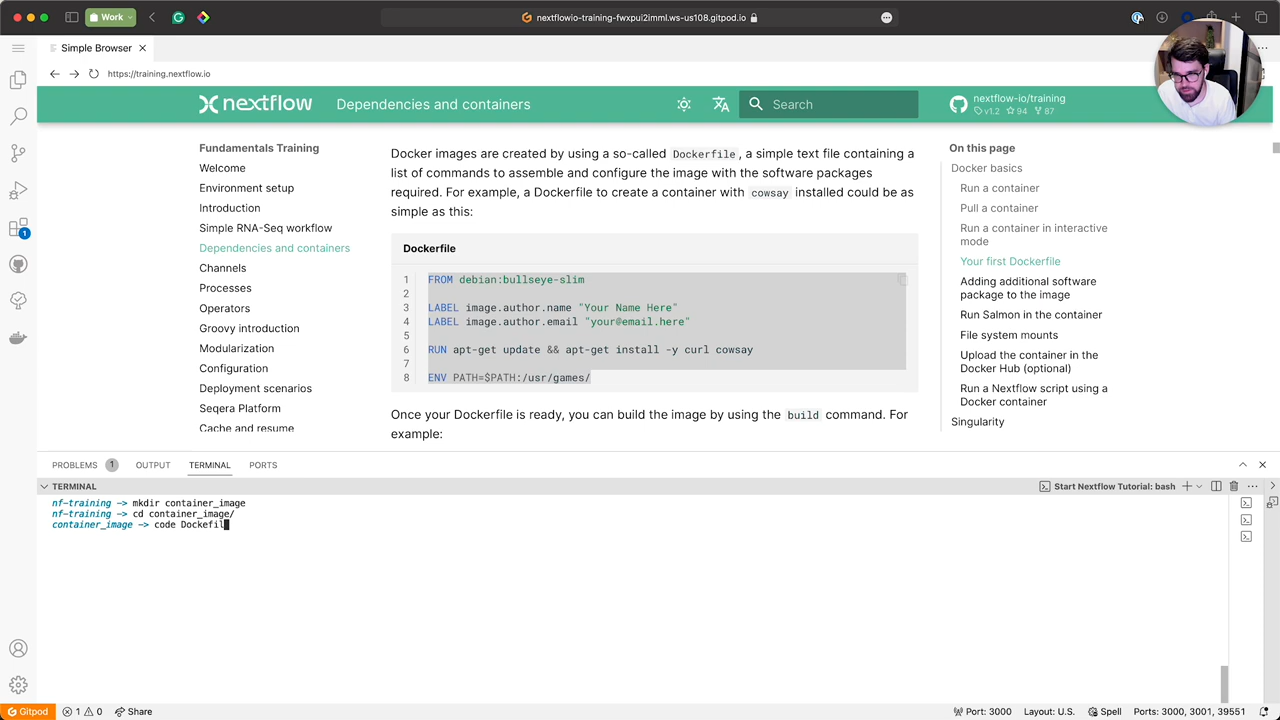 Work
nextflowio-training-fwxpui2imml.ws-us108.gitpod.io
Simple Browser
https://training.nextflow.io
nextflow
Dependencies and containers
Search
nextflow-io/training
v1.2 94 87
Fundamentals Training
Welcome
Environment setup
Introduction
Simple RNA-Seq workflow
Dependencies and containers
Channels
Processes
Operators
Groovy introduction
Modularization
Configuration
Deployment scenarios
Seqera Platform
Cache and resume
Docker images are created by using a so-called Dockerfile, a simple text file containing a
list of commands to assemble and configure the image with the software packages
required. For example, a Dockerfile to create a container with cowsay installed could be as
simple as this:
Dockerfile
1 FROM debian:bullseye-slim
2
3 LABEL image.author.name "Your Name Here"
4 LABEL image.author.email "your@email.here"
5
6 RUN apt-get update && apt-get install -y curl cowsay
7
8 ENV PATH=$PATH:/usr/games/
Once your Dockerfile is ready, you can build the image by using the build command. For
example:
On this page
Docker basics
Run a container
Pull a container
Run a container in interactive
mode
Your first Dockerfile
Adding additional software
package to the image
Run Salmon in the container
File system mounts
Upload the container in the
Docker Hub (optional)
Run a Nextflow script using a
Docker container
Singularity
1
PROBLEMS 1 OUTPUT TERMINAL PORTS
TERMINAL
Start Nextflow Tutorial: bash
nf-training -> mkdir container_image
nf-training -> cd container_image/
container_image -> code Dockefil
Gitpod 1 0 Share
Port: 3000 Layout: U.S. Spell Ports: 3000, 3001, 39551